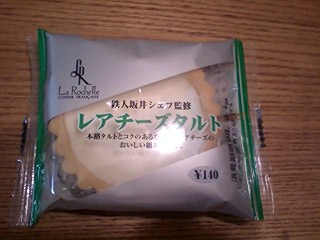 La Rochelle
CUISINE FRANÇAISE
鉄人坂井シェフ監修
レアチーズタルト
本格タルトとコクのある
アチーズの
おいしい組
¥140